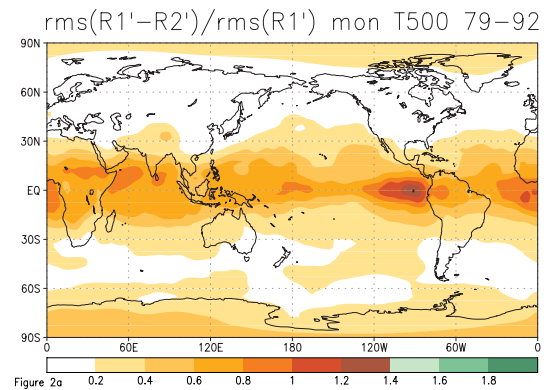 rms(R1'−R2')/rms(R1') mon T500 79−92
90N
60N
30N
EQ
30S
60S
90S
0 60E 120E 180 120W 60W 0
0.2 0.4 0.6 0.8 1 1.2 1.4 1.6 1.8
Figure 2a